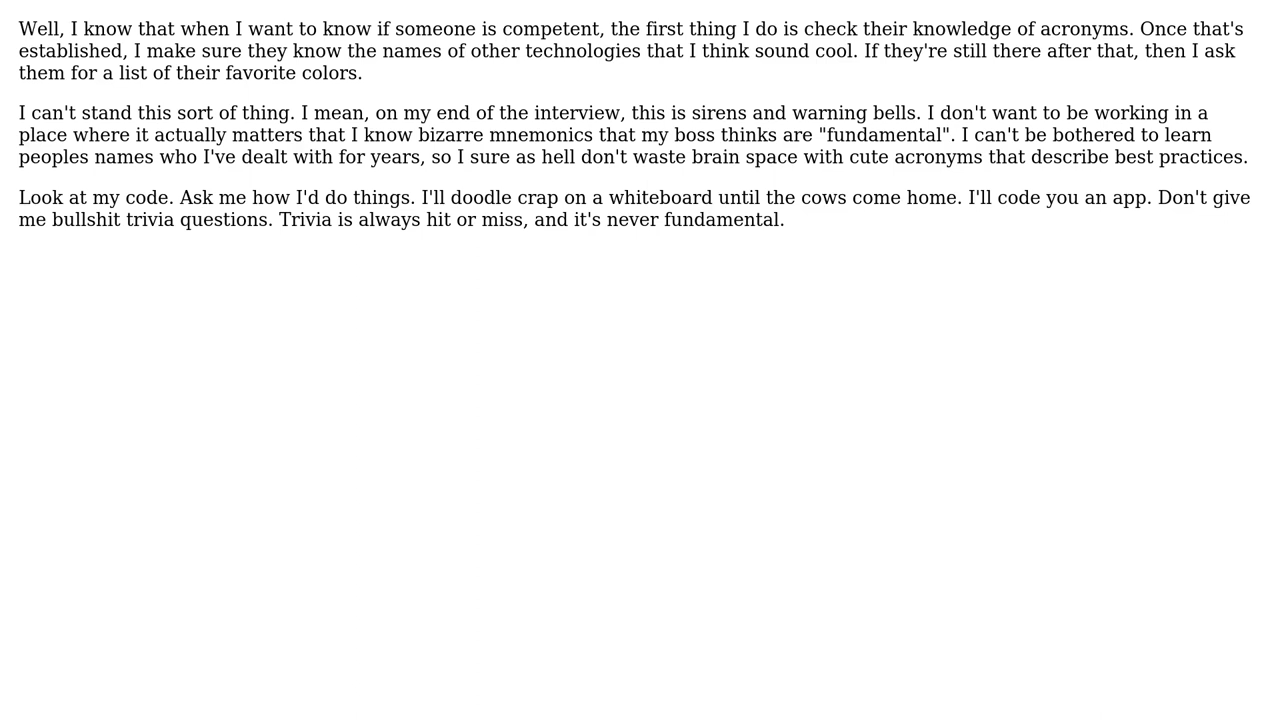 Well, I know that when I want to know if someone is competent, the first thing I do is check their knowledge of acronyms. Once that's
established, I make sure they know the names of other technologies that I think sound cool. If they're still there after that, then I ask
them for a list of their favorite colors.
I can't stand this sort of thing. I mean, on my end of the interview, this is sirens and warning bells. I don't want to be working in a
place where it actually matters that I know bizarre mnemonics that my boss thinks are "fundamental". I can't be bothered to learn
peoples names who I've dealt with for years, so I sure as hell don't waste brain space with cute acronyms that describe best practices.
Look at my code. Ask me how I'd do things. I'll doodle crap on a whiteboard until the cows come home. I'll code you an app. Don't give
me bullshit trivia questions. Trivia is always hit or miss, and it's never fundamental.